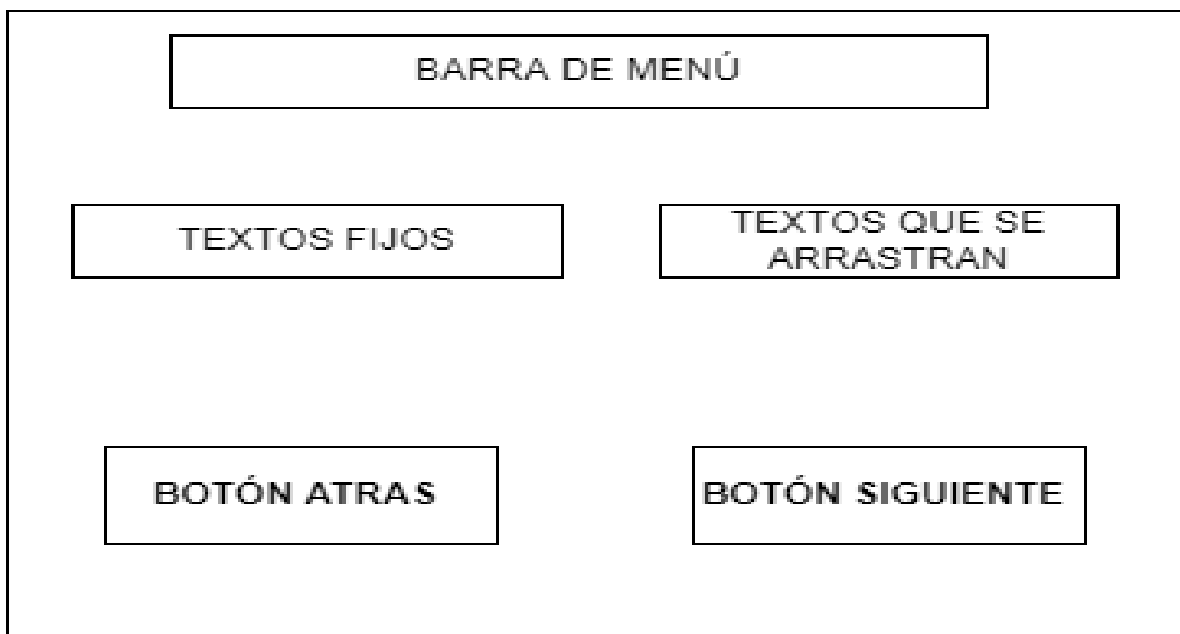 BARRA DE MENÚ
TEXTOS FIJOS
TEXTOS QUE SE
ARRASTRAN
BOTÓN ATRAS
BOTÓN SIGUIENTE